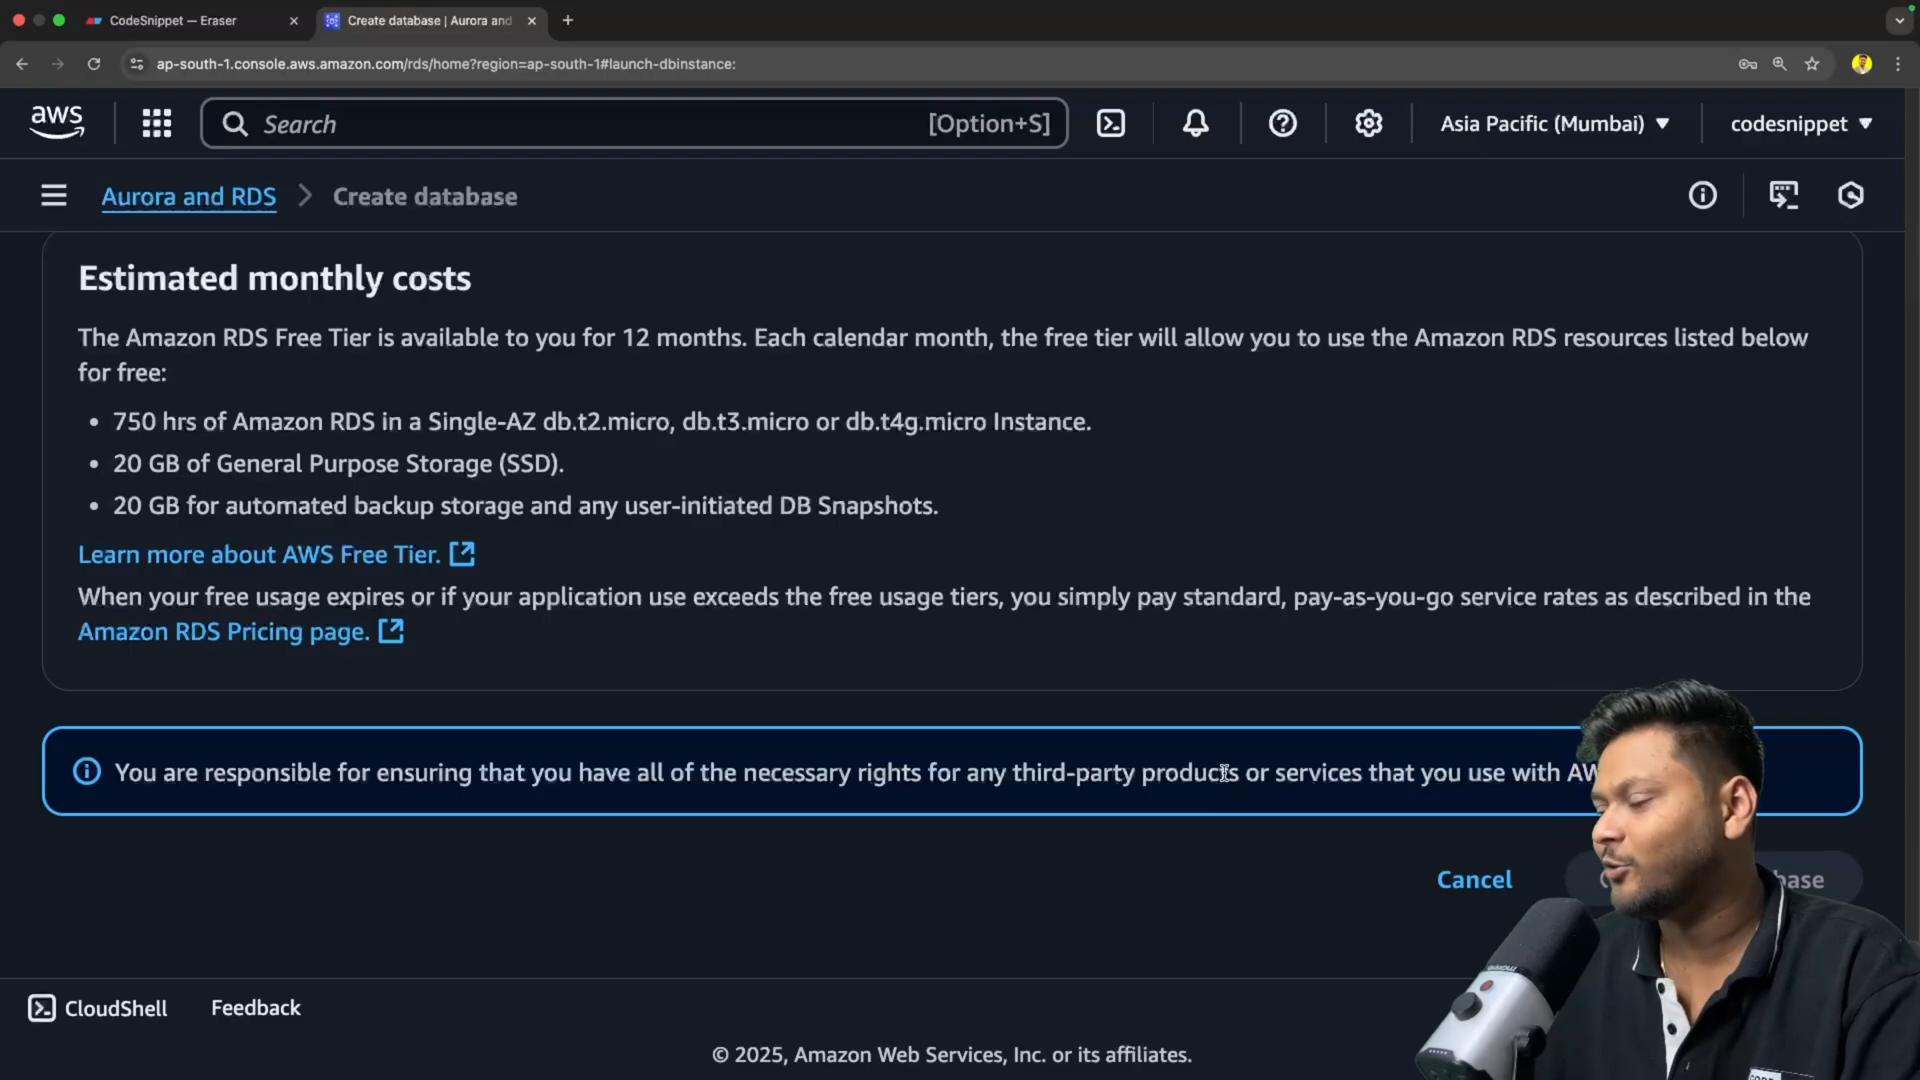 CodeSnippet — Eraser
Create database | Aurora and
ap-south-1.console.aws.amazon.com/rds/home?region=ap-south-1#launch-dbinstance:
aws
Search
[Option+S]
Asia Pacific (Mumbai)
codesnippet
Aurora and RDS
Create database
Estimated monthly costs
The Amazon RDS Free Tier is available to you for 12 months. Each calendar month, the free tier will allow you to use the Amazon RDS resources listed below
for free:
• 750 hrs of Amazon RDS in a Single-AZ db.t2.micro, db.t3.micro or db.t4g.micro Instance.
• 20 GB of General Purpose Storage (SSD).
• 20 GB for automated backup storage and any user-initiated DB Snapshots.
Learn more about AWS Free Tier.
When your free usage expires or if your application use exceeds the free usage tiers, you simply pay standard, pay-as-you-go service rates as described in the
Amazon RDS Pricing page.
You are responsible for ensuring that you have all of the necessary rights for any third-party products or services that you use with
Cancel
CloudShell
Feedback
© 2025, Amazon Web Services, Inc. or its affiliates.